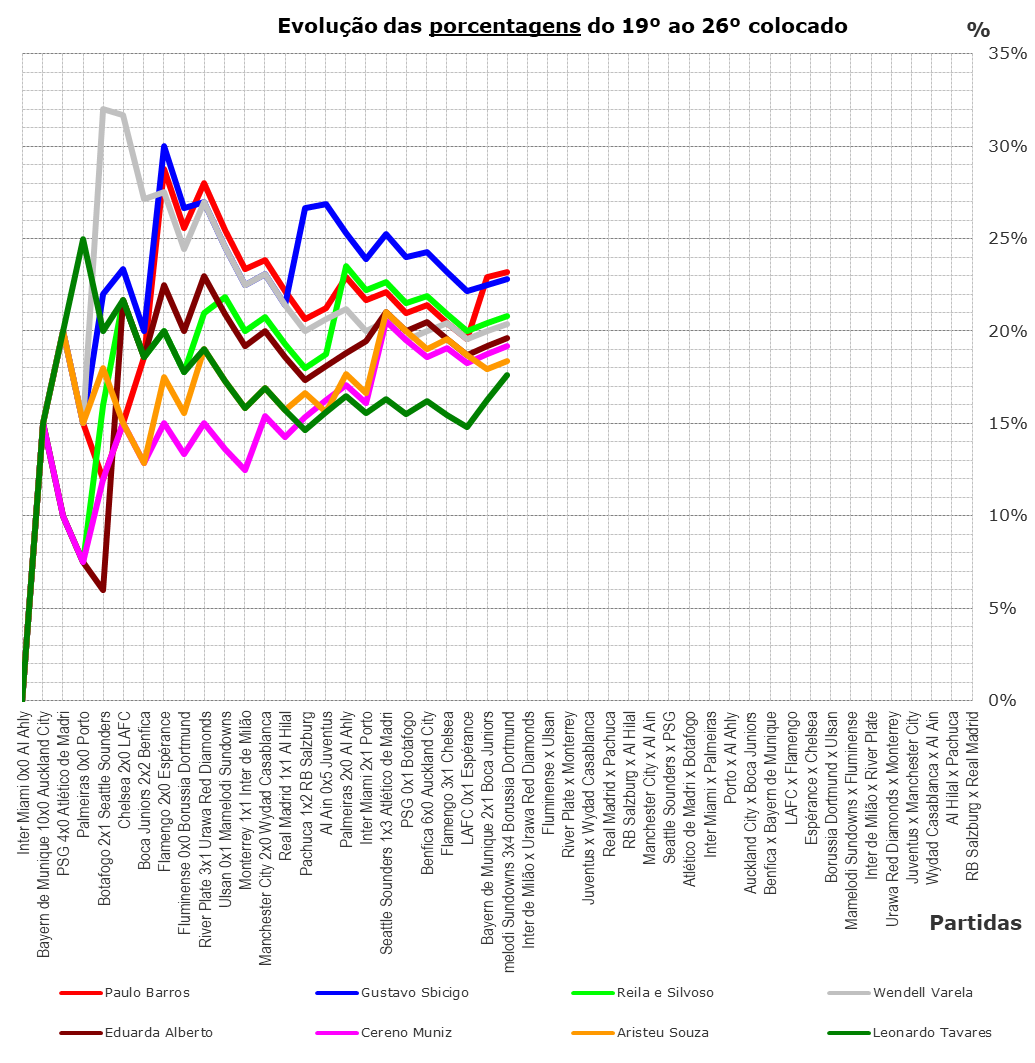 Evolução das porcentagens do 19º ao 26º colocado
%
35%
30%
25%
20%
15%
10%
5%
0%
Inter Miami 0x0 Al Ahly
Bayern de Munique 10x0 Auckland City
PSG 4x0 Atlético de Madri
Palmeiras 0x0 Porto
Botafogo 2x1 Seattle Sounders
Chelsea 2x0 LAFC
Boca Juniors 2x2 Benfica
Flamengo 2x0 Espérance
Fluminense 0x0 Borussia Dortmund
River Plate 3x1 Urawa Red Diamonds
Ulsan 0x1 Mamelodi Sundowns
Monterrey 1x1 Inter de Milão
Manchester City 2x0 Wydad Casablanca
Real Madrid 1x1 Al Hilal
Pachuca 1x2 RB Salzburg
Al Ain 0x5 Juventus
Palmeiras 2x0 Al Ahly
Inter Miami 2x1 Porto
Seattle Sounders 1x3 Atlético de Madri
PSG 0x1 Botafogo
Benfica 6x0 Auckland City
Flamengo 3x1 Chelsea
LAFC 0x1 Espérance
Bayern de Munique 2x1 Boca Juniors
melodi Sundowns 3x4 Borussia Dortmund
Inter de Milão x Urawa Red Diamonds
Fluminense x Ulsan
River Plate x Monterrey
Juventus x Wydad Casablanca
Real Madrid x Pachuca
RB Salzburg x Al Hilal
Manchester City x Al Ain
Seattle Sounders x PSG
Atlético de Madri x Botafogo
Inter Miami x Palmeiras
Porto x Al Ahly
Auckland City x Boca Juniors
Benfica x Bayern de Munique
LAFC x Flamengo
Espérance x Chelsea
Borussia Dortmund x Ulsan
Mamelodi Sundowns x Fluminense
Inter de Milão x River Plate
Urawa Red Diamonds x Monterrey
Juventus x Manchester City
Wydad Casablanca x Al Ain
Al Hilal x Pachuca
RB Salzburg x Real Madrid
Partidas
Paulo Barros
Gustavo Sbicigo
Reila e Silvoso
Wendell Varela
Eduarda Alberto
Cereno Muniz
Aristeu Souza
Leonardo Tavares